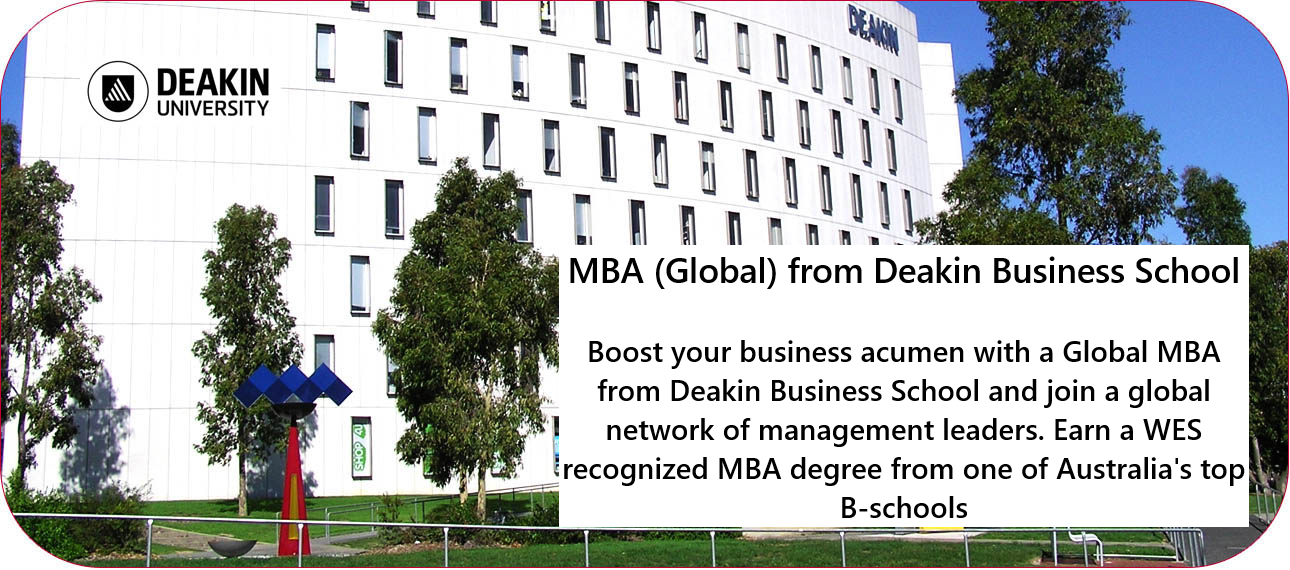 DEAKIN
DEAKIN
UNIVERSITY
MBA (Global) from Deakin Business School
Boost your business acumen with a Global MBA
from Deakin Business School and join a global
network of management leaders. Earn a WES
recognized MBA degree from one of Australia's top
B-schools
SHOP